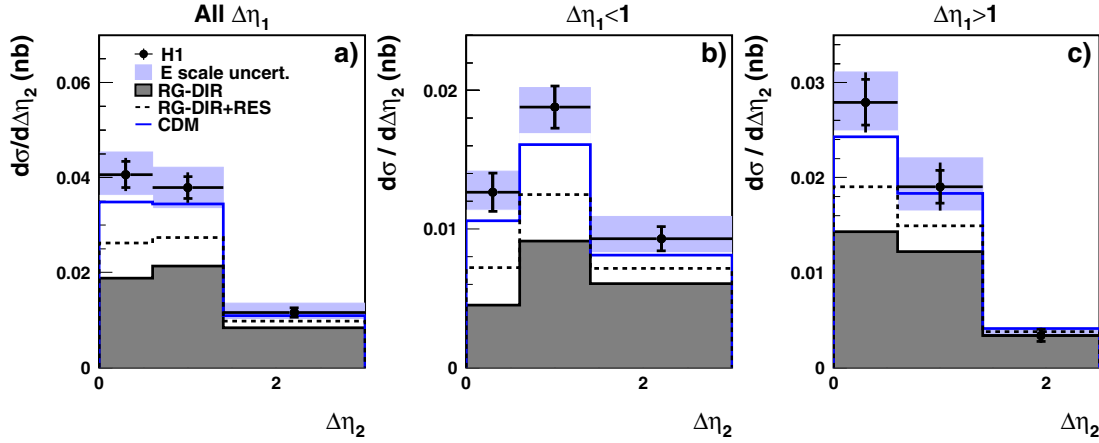 All Δη1
a)
dσ/dΔη2 (nb)
H1
E scale uncert.
RG-DIR
RG-DIR+RES
CDM
0.06
0.04
0.02
0
0
2
Δη2
Δη1<1
b)
dσ / dΔη2 (nb)
0.02
0.01
0
0
2
Δη2
Δη1>1
c)
dσ / dΔη2 (nb)
0.03
0.02
0.01
0
0
2
Δη2